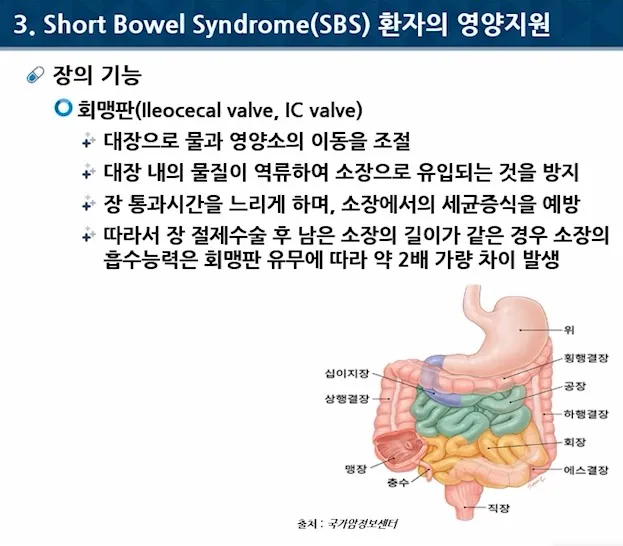 3. Short Bowel Syndrome(SBS) 환자의 영양지원
장의 기능
회맹판(Ileocecal valve, IC valve)
대장으로 물과 영양소의 이동을 조절
대장 내의 물질이 역류하여 소장으로 유입되는 것을 방지
장 통과시간을 느리게 하며, 소장에서의 세균증식을 예방
따라서 장 절제수술 후 남은 소장의 길이가 같은 경우 소장의
흡수능력은 회맹판 유무에 따라 약 2배 가량 차이 발생
위
횡행결장
십이지장
공장
상행결장
하행결장
회장
맹장
에스결장
충수
직장
출처 : 국가암정보센터